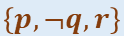 {p, ¬q, r}